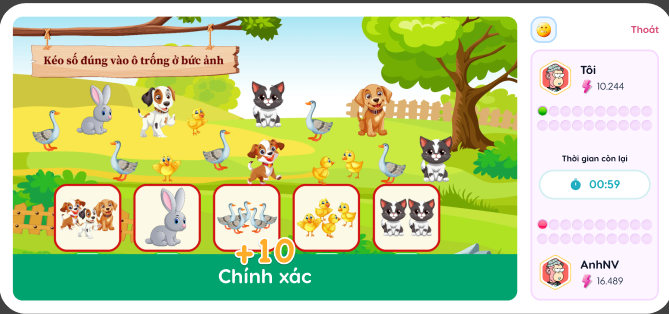 Thoát
Kéo số đúng vào ô trống ở bức ảnh
Tôi
10.244
Thời gian còn lại
00:59
+10
Chính xác
AnhNV
16.489